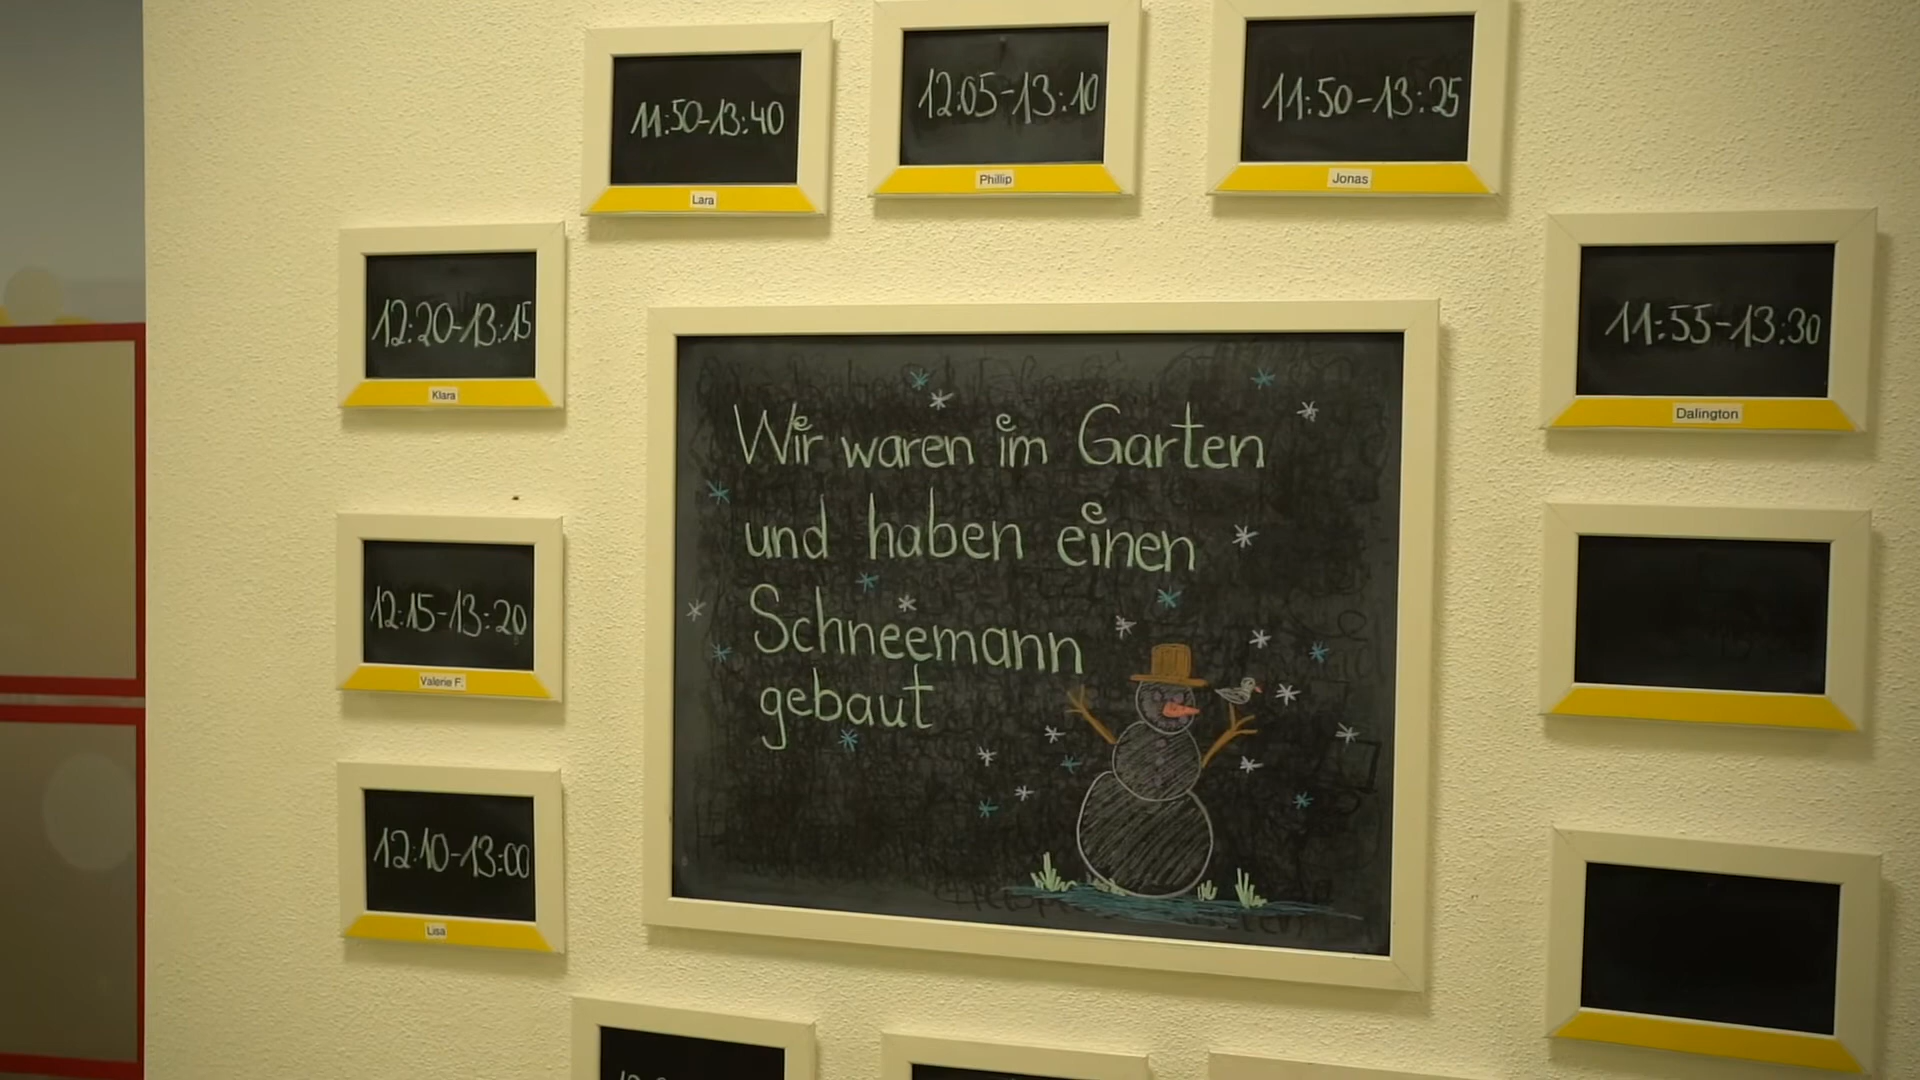 11:50-13:40
Lara
12:05-13:10
Phillip
11:50-13:25
Jonas
12:20-13:15
Klara
11:55-13:30
Dalington
Wir waren im Garten
und haben einen
Schneemann
gebaut
12:15-13:20
Valerie F.
12:10-13:00
Lisa